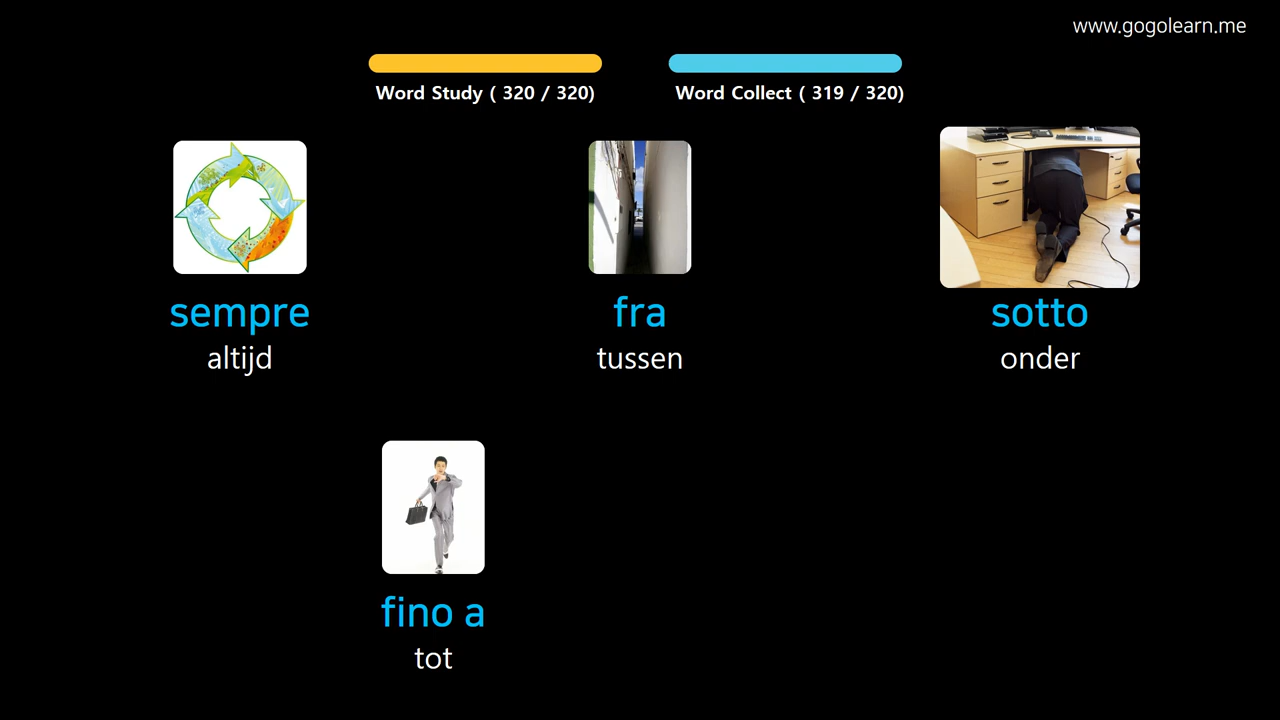 www.gogolearn.me
Word Study ( 320 / 320)
Word Collect ( 319 / 320)
sempre
altijd
fra
tussen
sotto
onder
fino a
tot